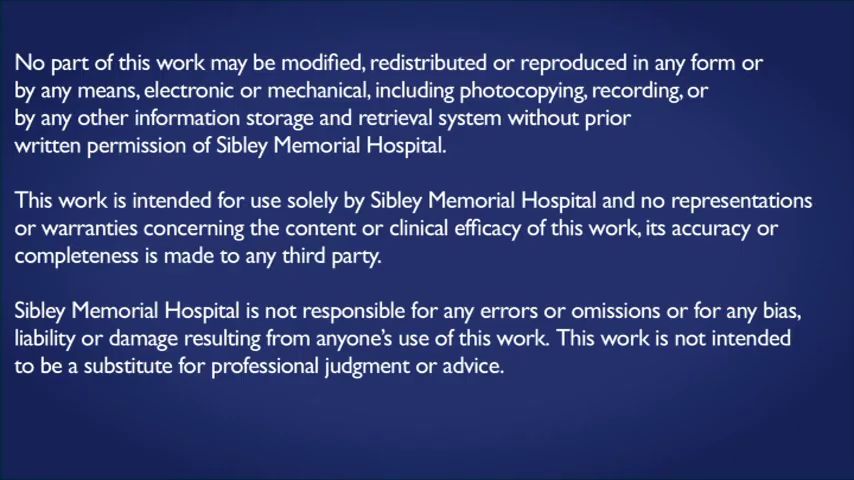 No part of this work may be modified, redistributed or reproduced in any form or
by any means, electronic or mechanical, including photocopying, recording, or
by any other information storage and retrieval system without prior
written permission of Sibley Memorial Hospital.
This work is intended for use solely by Sibley Memorial Hospital and no representations
or warranties concerning the content or clinical efficacy of this work, its accuracy or
completeness is made to any third party.
Sibley Memorial Hospital is not responsible for any errors or omissions or for any bias,
liability or damage resulting from anyone’s use of this work. This work is not intended
to be a substitute for professional judgment or advice.